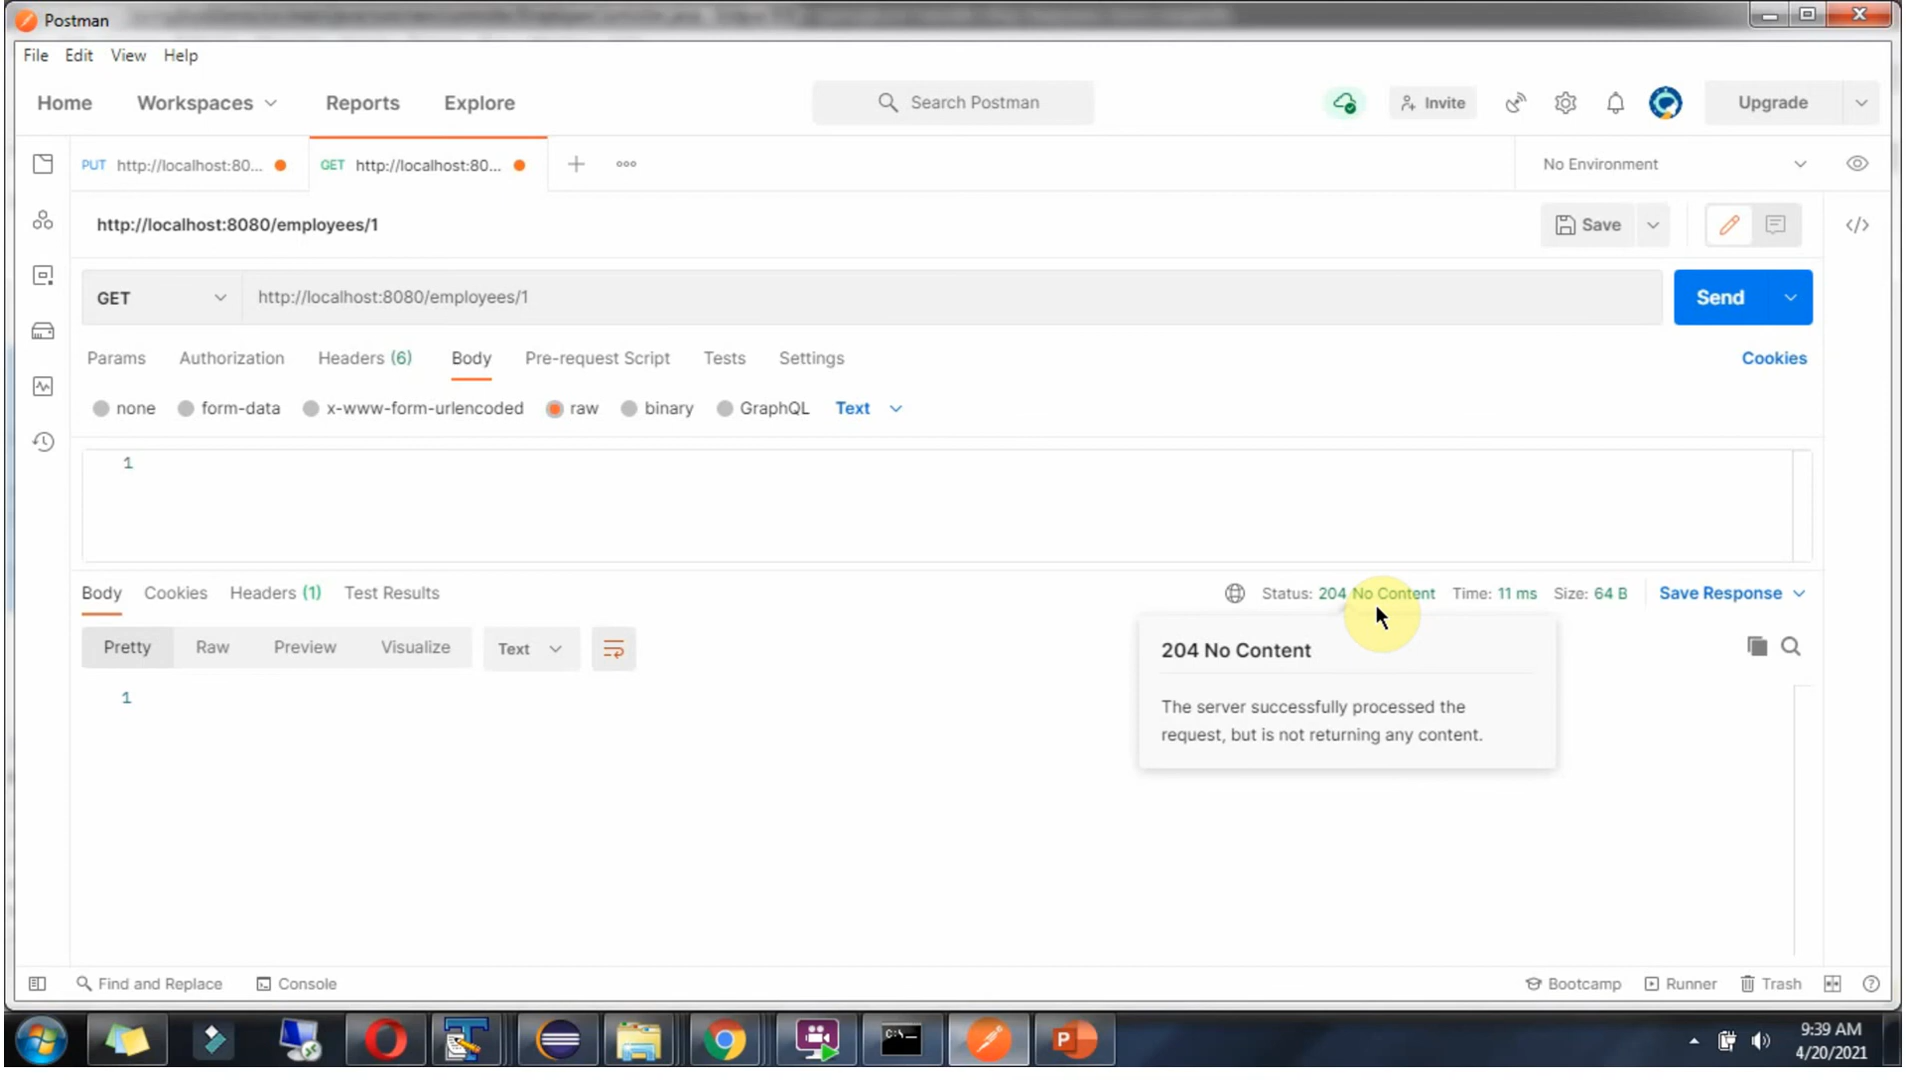 Postman
File Edit View Help
Home Workspaces Reports Explore Search Postman Invite Upgrade
PUT http://localhost:80... GET http://localhost:80... No Environment
http://localhost:8080/employees/1 Save
GET http://localhost:8080/employees/1 Send
Params Authorization Headers (6) Body Pre-request Script Tests Settings Cookies
none form-data x-www-form-urlencoded raw binary GraphQL Text
1
Body Cookies Headers (1) Test Results Status: 204 No Content Time: 11 ms Size: 64 B Save Response
Pretty Raw Preview Visualize Text
204 No Content
1
The server successfully processed the
request, but is not returning any content.
Find and Replace Console Bootcamp Runner Trash
9:39 AM
4/20/2021